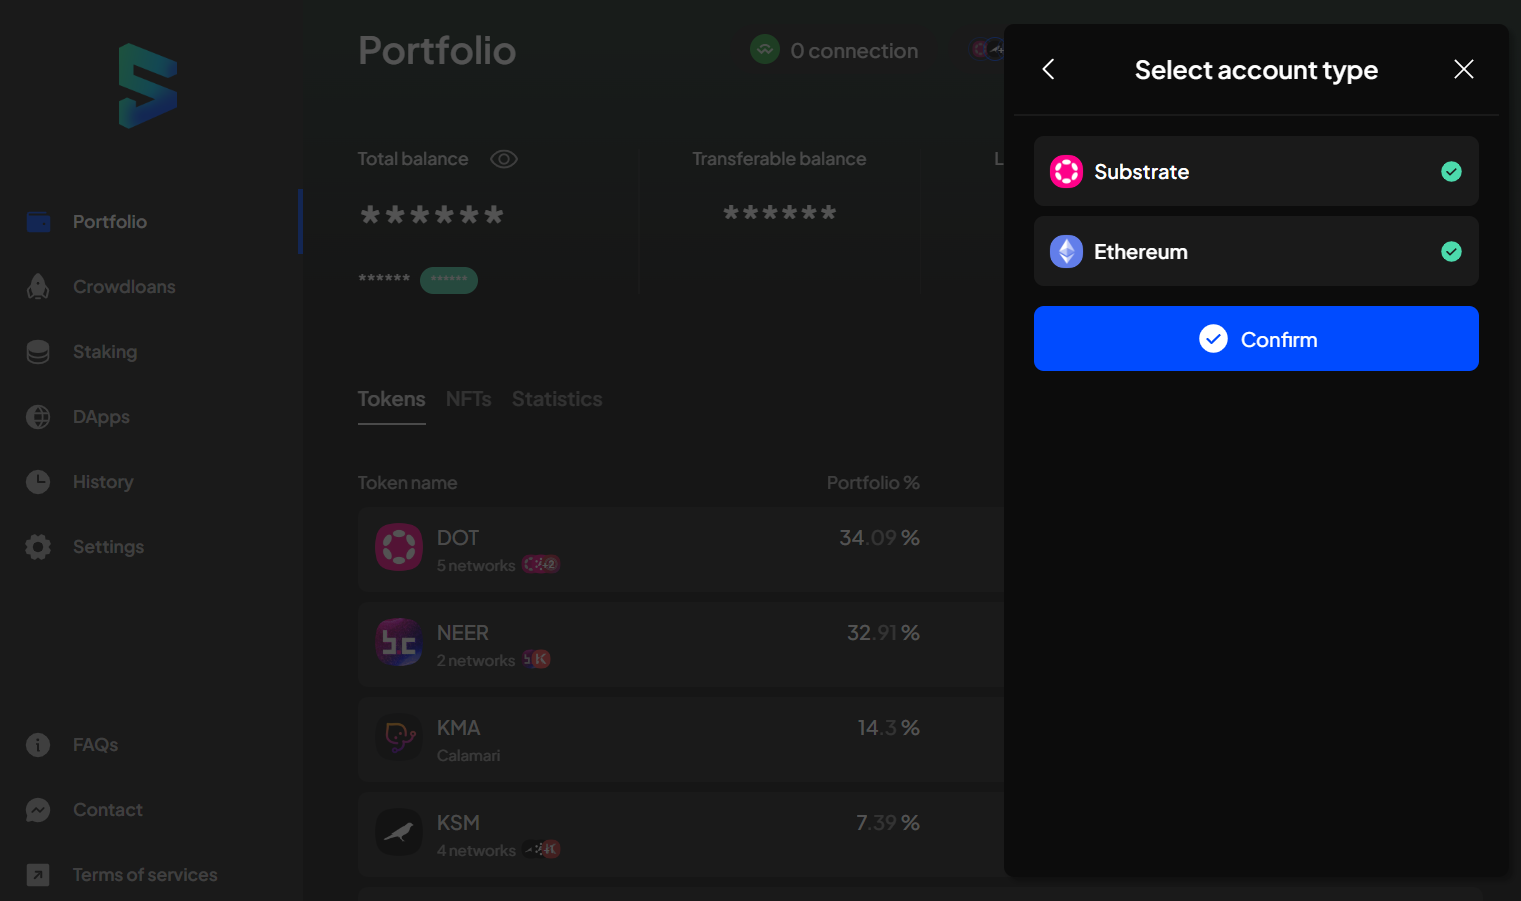 Portfolio
0 connection
Select account type
Total balance
Transferable balance
L
******
******
****** ******
Substrate
Ethereum
Confirm
Portfolio
Crowdloans
Staking
DApps
History
Settings
FAQs
Contact
Terms of services
Tokens NFTs Statistics
Token name Portfolio %
DOT 34.09 %
5 networks +2
NEER 32.91 %
2 networks
KMA 14.3 %
Calamari
KSM 7.39 %
4 networks